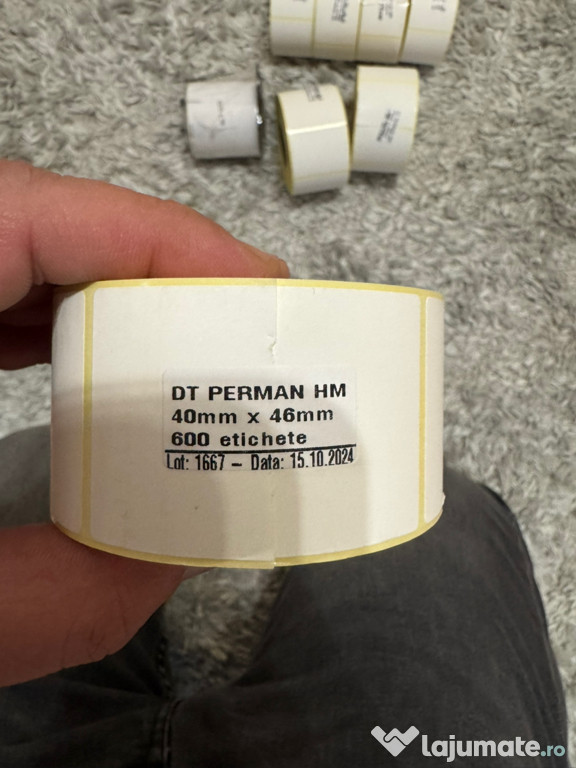 DT PERMAN HM
40mm x 46mm
600 etichete
Lot: 1667 - Data: 15.10.2024
lajumate.ro